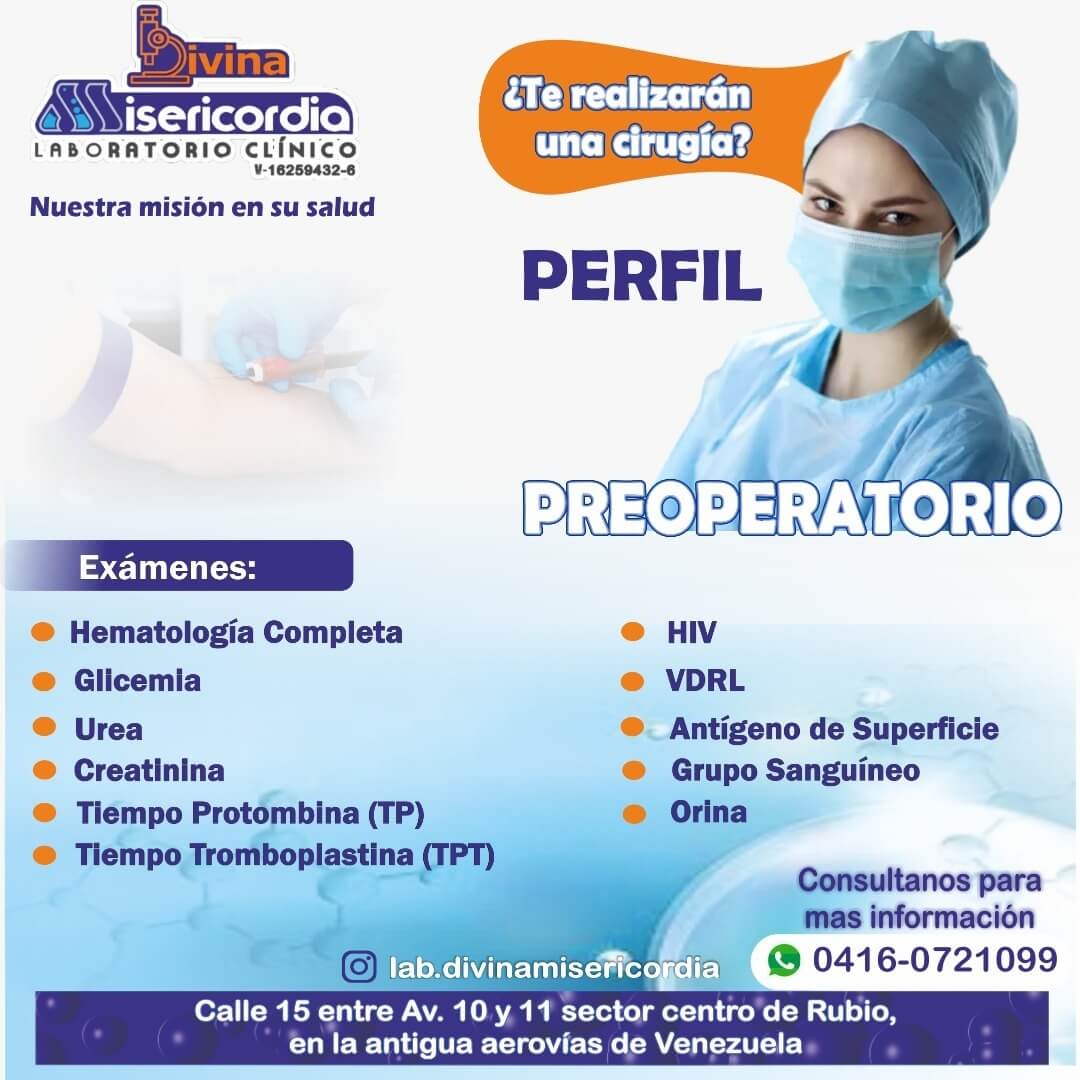 Divina
Misericordia
LABORATORIO CLÍNICO
V-16259432-6
Nuestra misión en su salud
¿Te realizarán
una cirugía?
PERFIL
PREOPERATORIO
Exámenes:
Hematología Completa
Glicemia
Urea
Creatinina
Tiempo Protombina (TP)
Tiempo Tromboplastina (TPT)
HIV
VDRL
Antígeno de Superficie
Grupo Sanguíneo
Orina
Consultanos para
mas información
0416-0721099
lab.divinamisericordia
Calle 15 entre Av. 10 y 11 sector centro de Rubio,
en la antigua aerovías de Venezuela